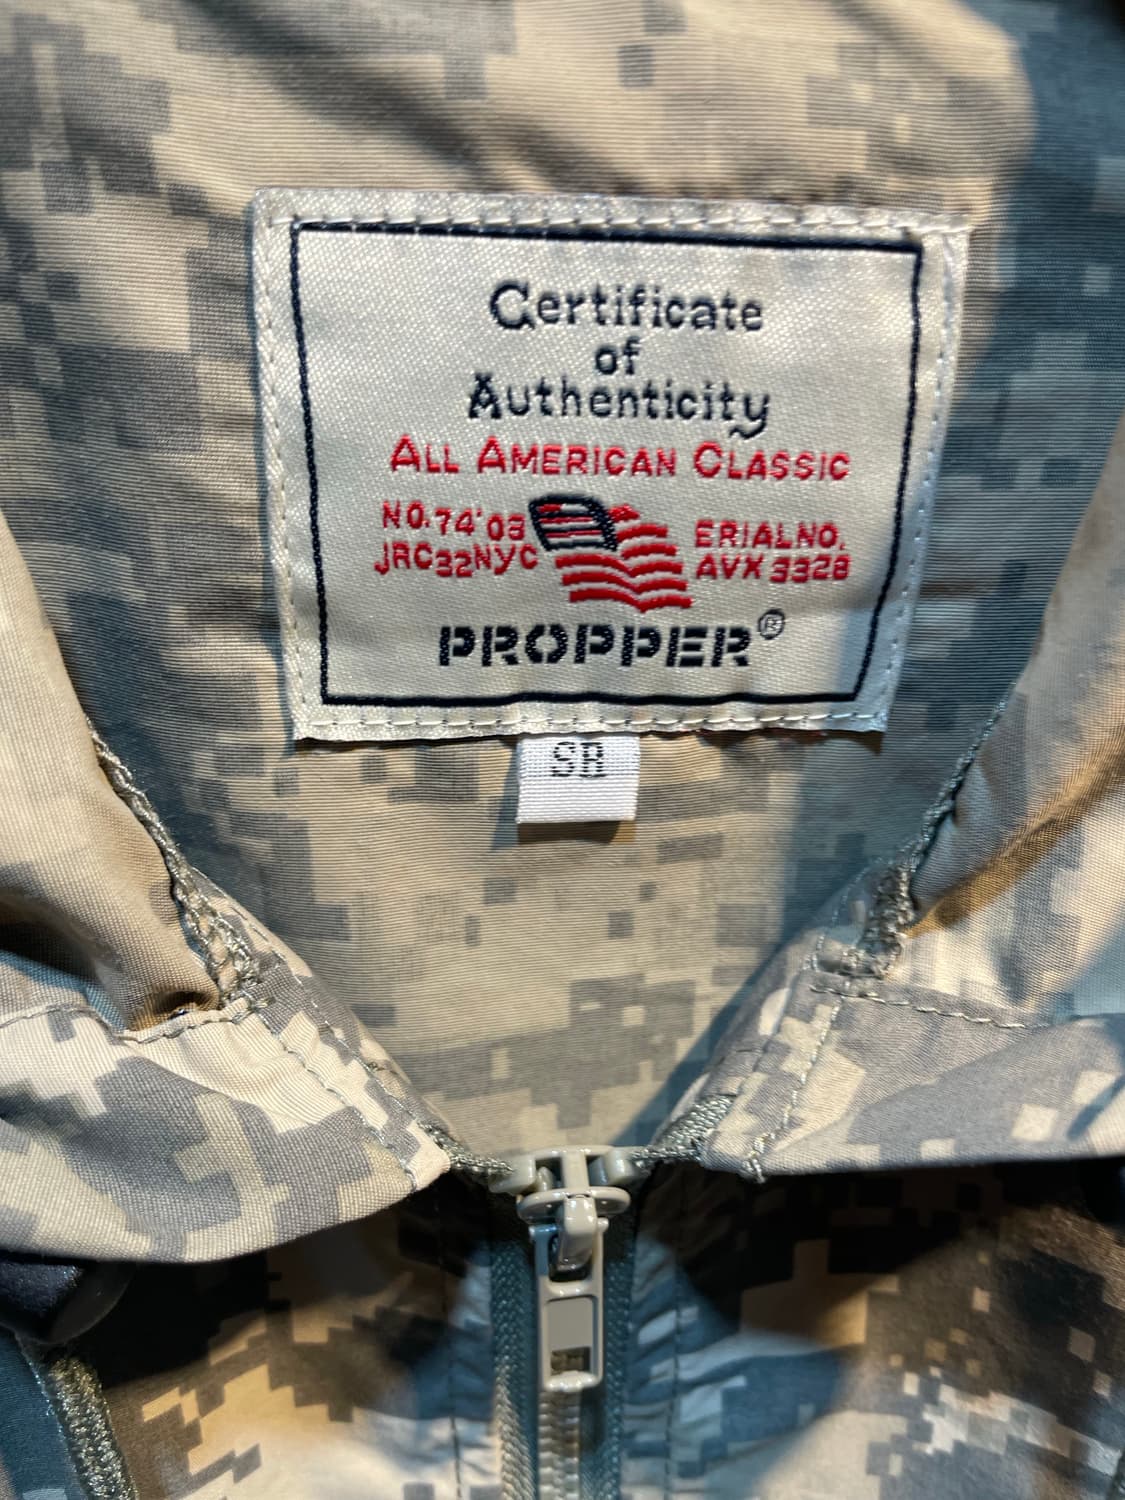 Certificate
of
Authenticity
ALL AMERICAN CLASSIC
NO.74'03
JRC32NYC
ERIALNO.
AVX 3328
PROPPER®
SR